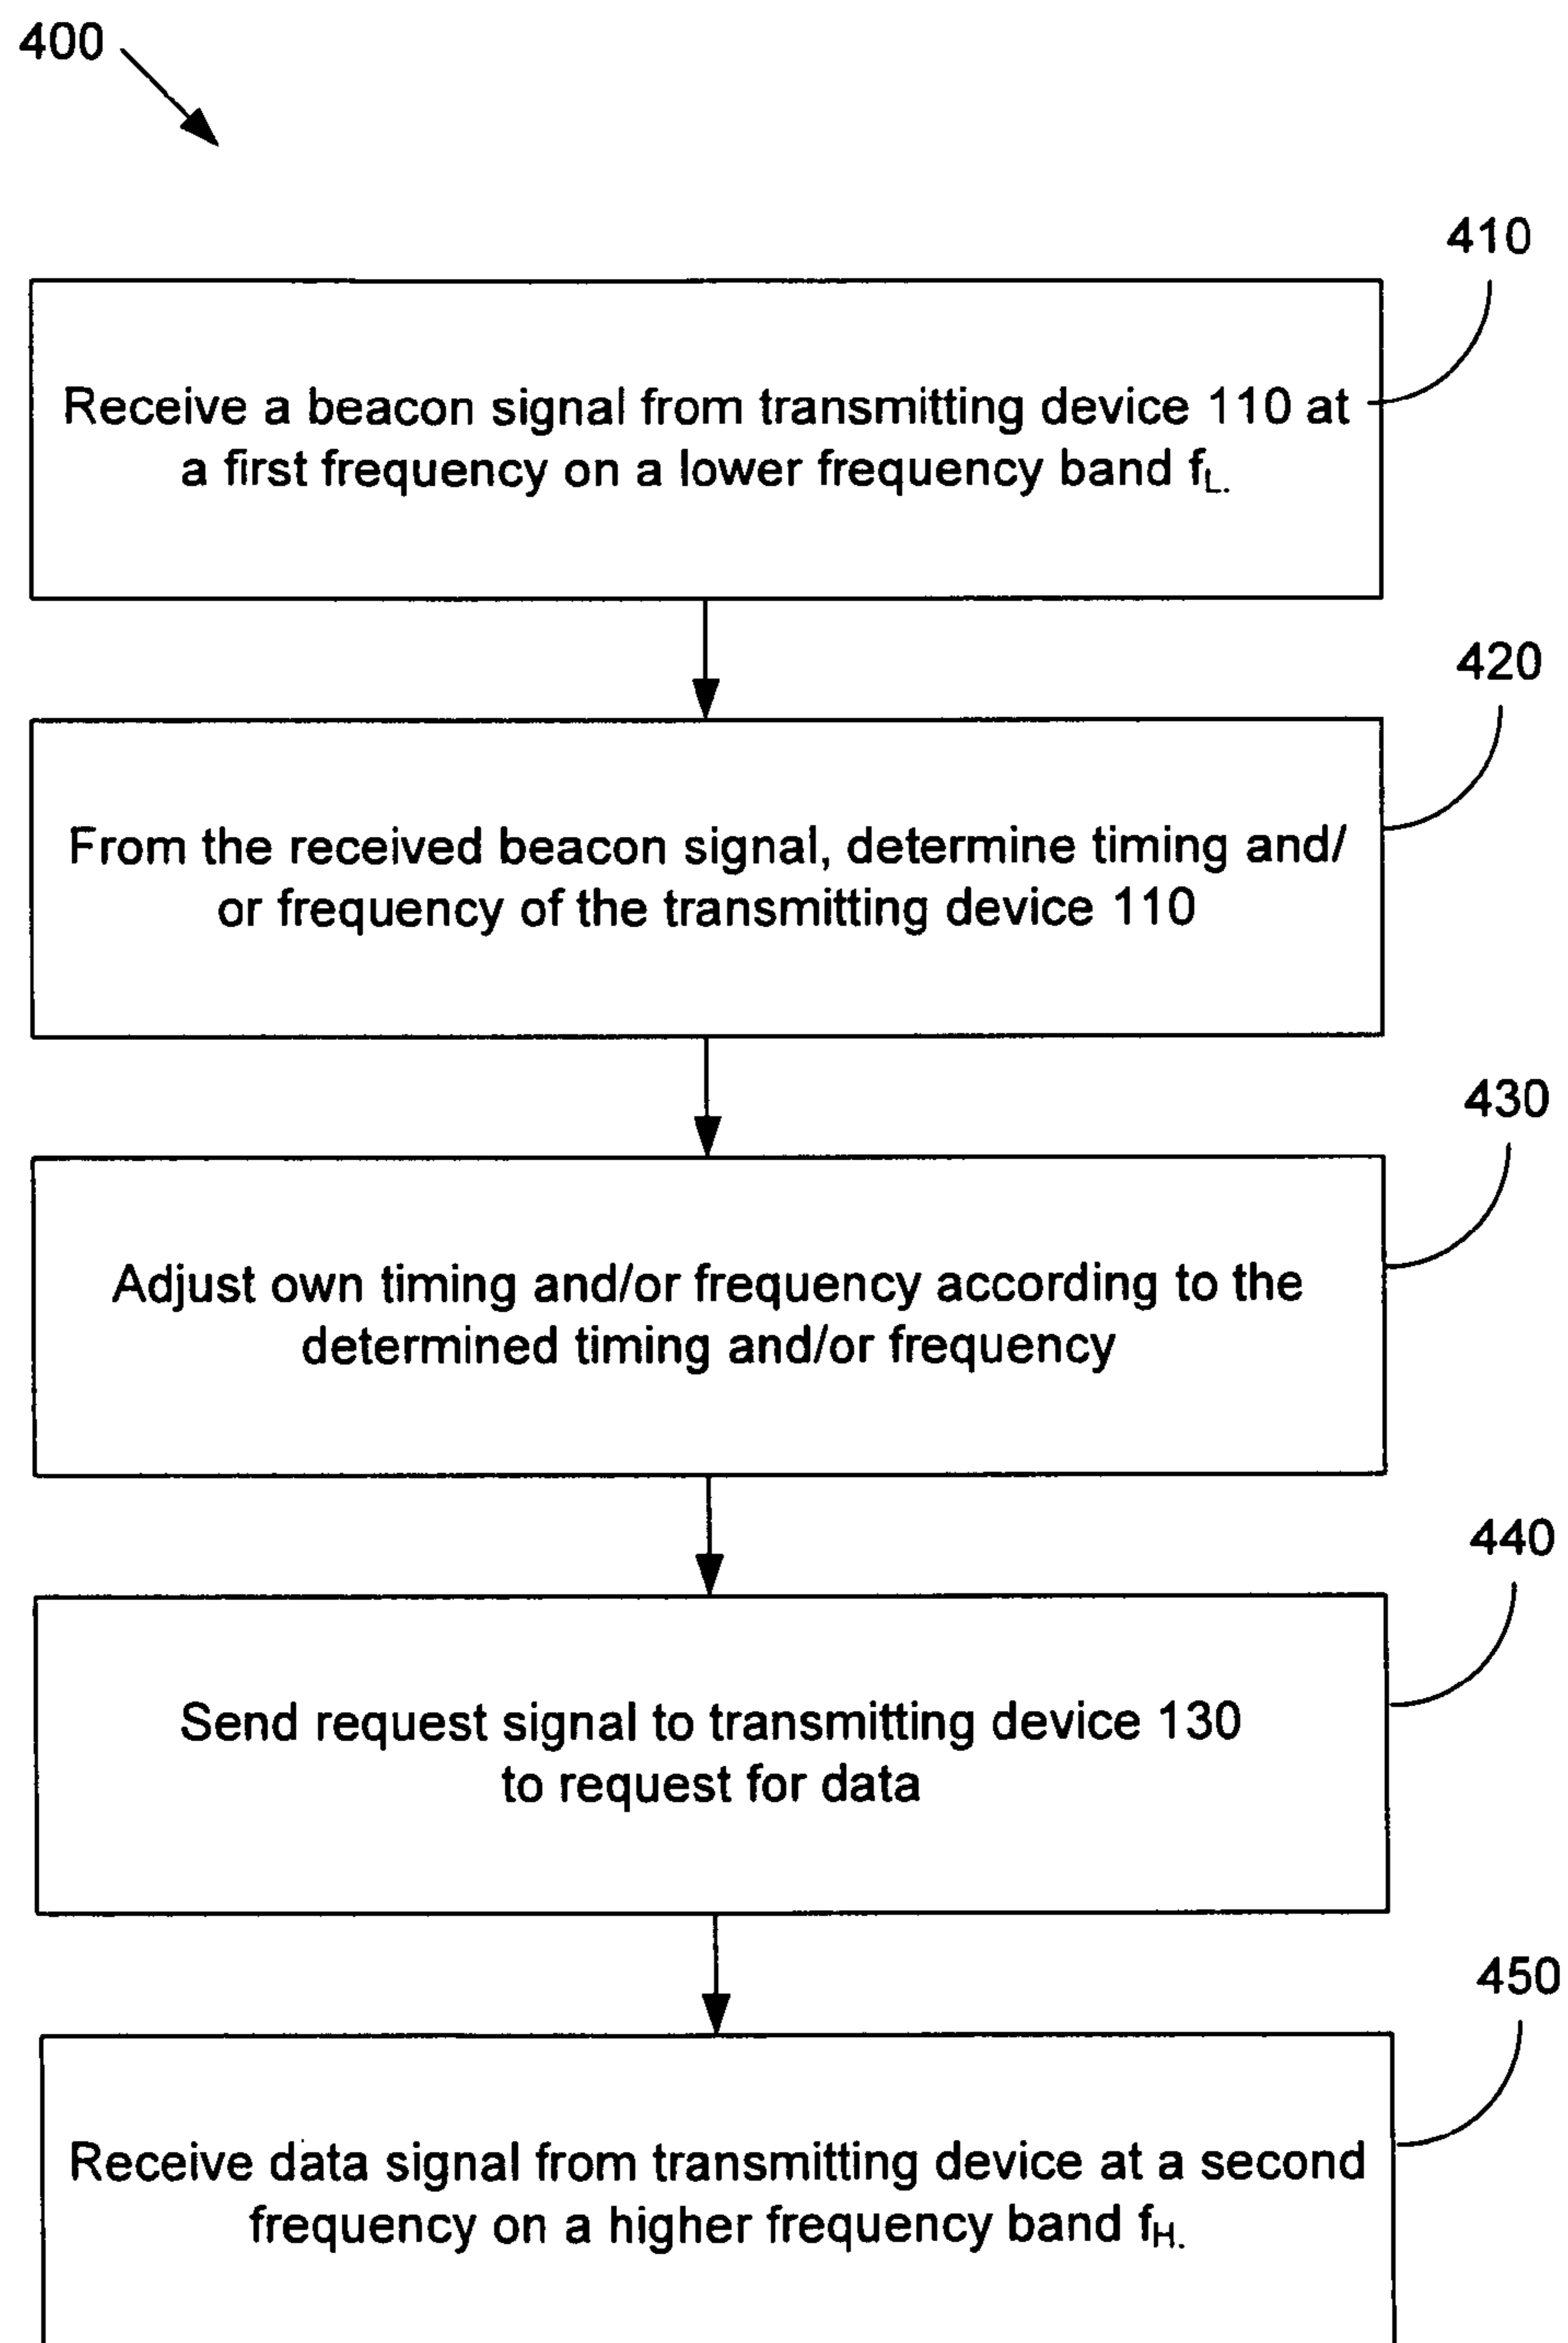 400
410
Receive a beacon signal from transmitting device 110 at
a first frequency on a lower frequency band fL.
420
From the received beacon signal, determine timing and/
or frequency of the transmitting device 110
430
Adjust own timing and/or frequency according to the
determined timing and/or frequency
440
Send request signal to transmitting device 130
to request for data
450
Receive data signal from transmitting device at a second
frequency on a higher frequency band fH.